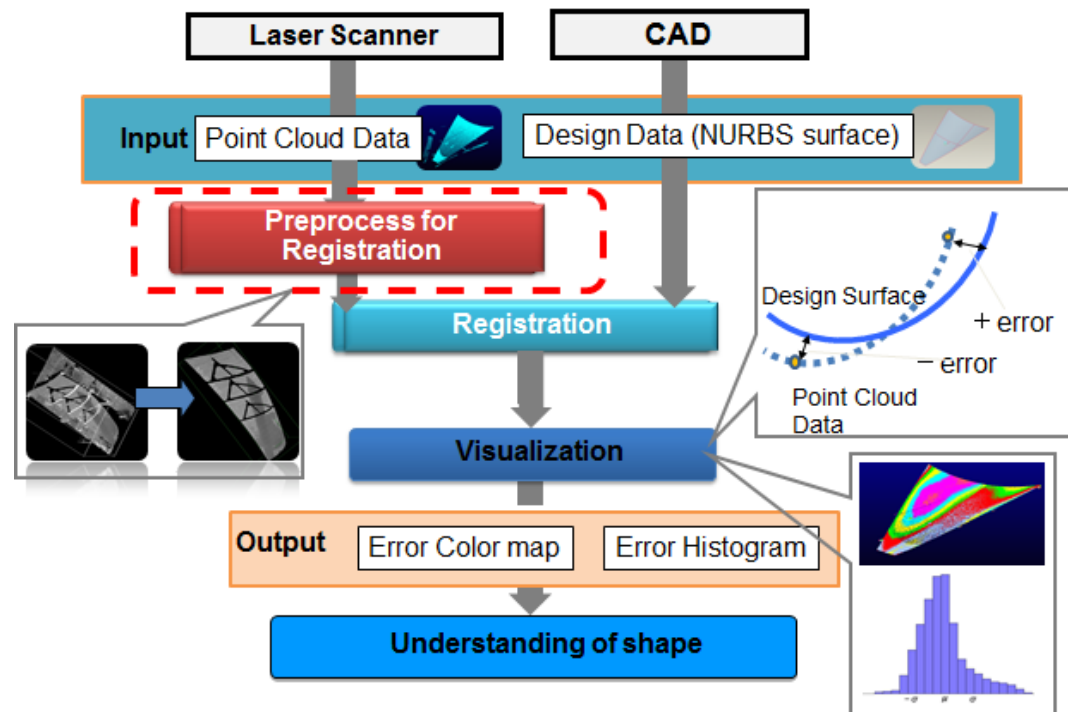 Laser Scanner
CAD
Input
Point Cloud Data
Design Data (NURBS surface)
Preprocess for
Registration
Registration
Design Surface
+ error
− error
Point Cloud
Data
Visualization
Output
Error Color map
Error Histogram
Understanding of shape